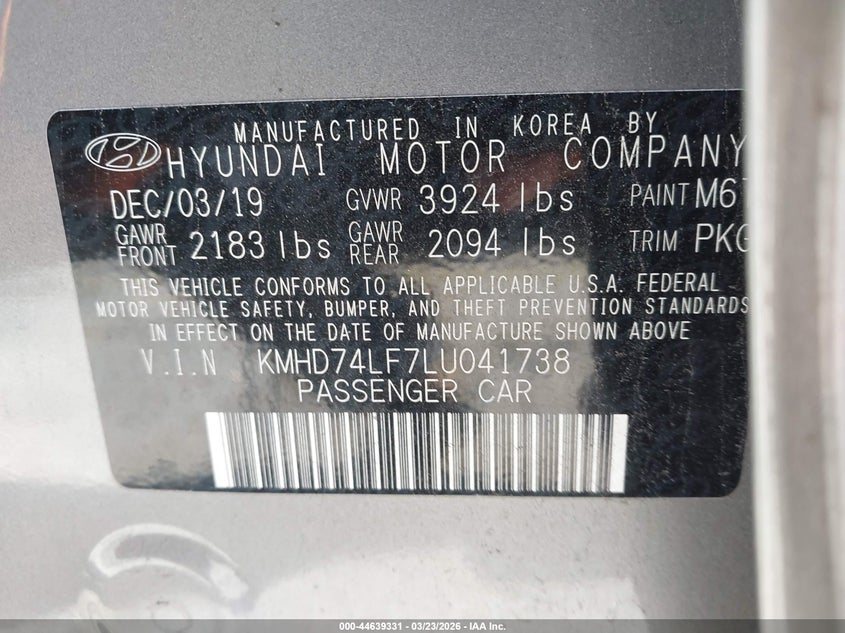 MANUFACTURED IN KOREA BY
HYUNDAI MOTOR COMPANY
DEC/03/19 GVWR 3924 lbs PAINT M6T
GAWR FRONT 2183 lbs GAWR REAR 2094 lbs TRIM PKG
THIS VEHICLE CONFORMS TO ALL APPLICABLE U.S.A. FEDERAL
MOTOR VEHICLE SAFETY, BUMPER, AND THEFT PREVENTION STANDARDS
IN EFFECT ON THE DATE OF MANUFACTURE SHOWN ABOVE
V.I.N KMHD74LF7LU041738
PASSENGER CAR
000-44639331 / 03/23/2026 - IAA Inc.